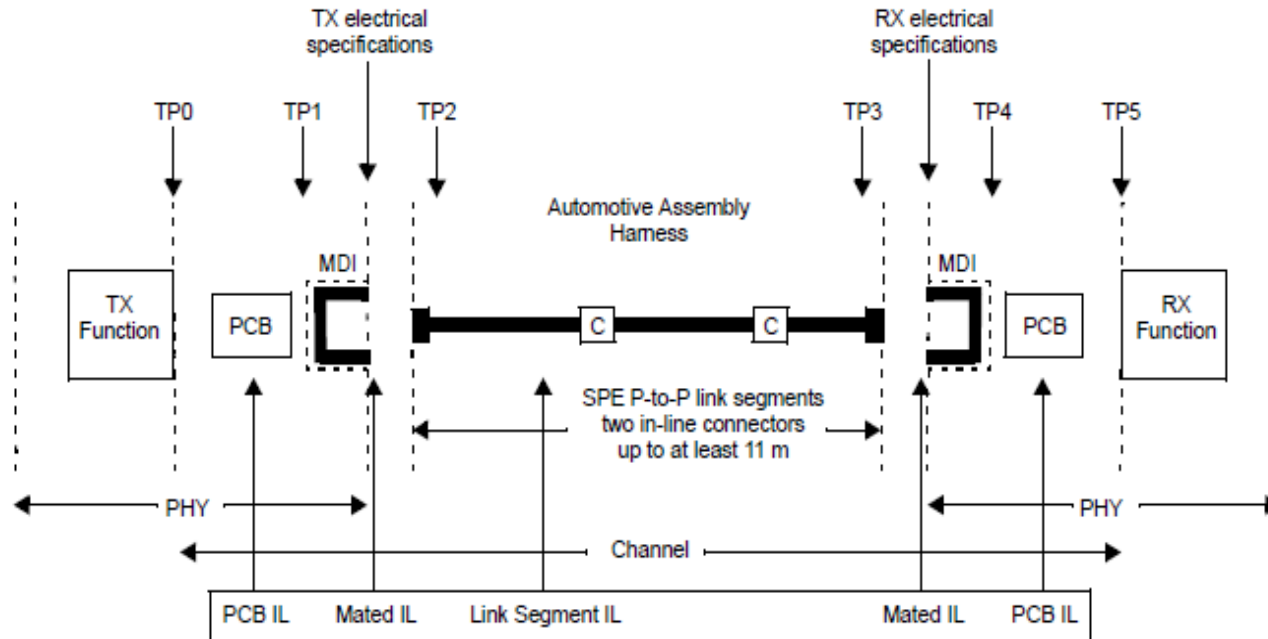 TX electrical
specifications
RX electrical
specifications
TP0
TP1
TP2
TP3
TP4
TP5
Automotive Assembly
Harness
MDI
MDI
TX
Function
PCB
C
C
PCB
RX
Function
SPE P-to-P link segments
two in-line connectors
up to at least 11 m
PHY
PHY
Channel
PCB IL
Mated IL
Link Segment IL
Mated IL
PCB IL